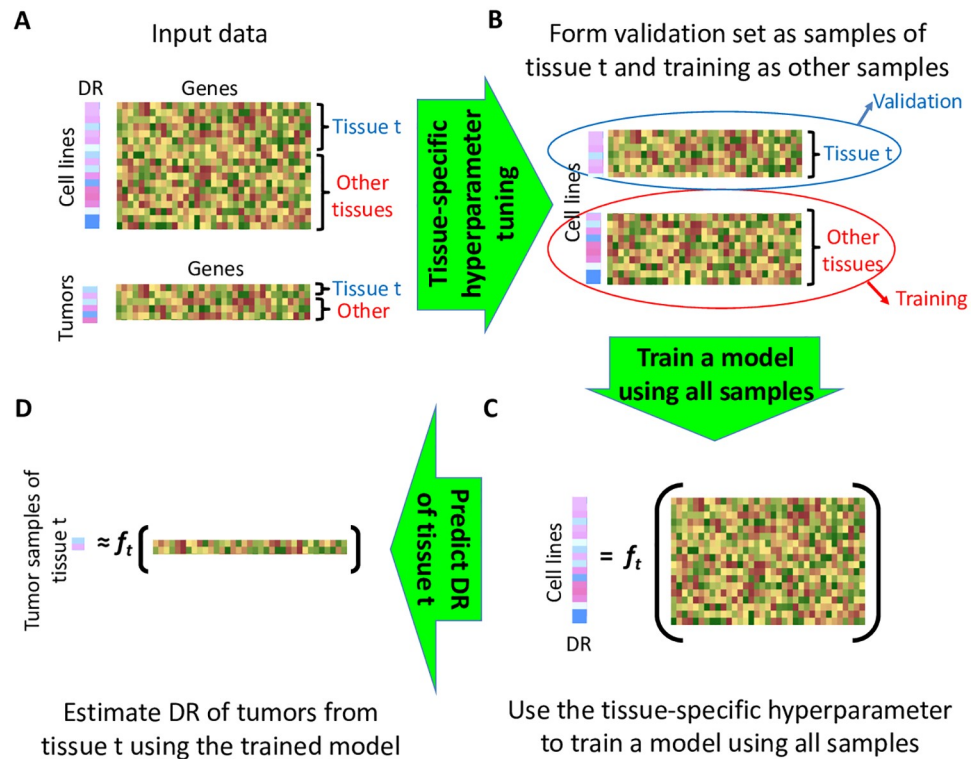 A
Input data
DR
Genes
Cell lines
Tissue t
Other
tissues
Genes
Tumors
Tissue t
Other
Tissue-specific
hyperparameter
tuning
B
Form validation set as samples of
tissue t and training as other samples
Validation
Cell lines
Tissue t
Other
tissues
Training
Train a model
using all samples
C
Cell lines
= fₜ
DR
Use the tissue-specific hyperparameter
to train a model using all samples
Predict DR
of tissue t
D
Tumor samples of
tissue t
≈ fₜ
Estimate DR of tumors from
tissue t using the trained model